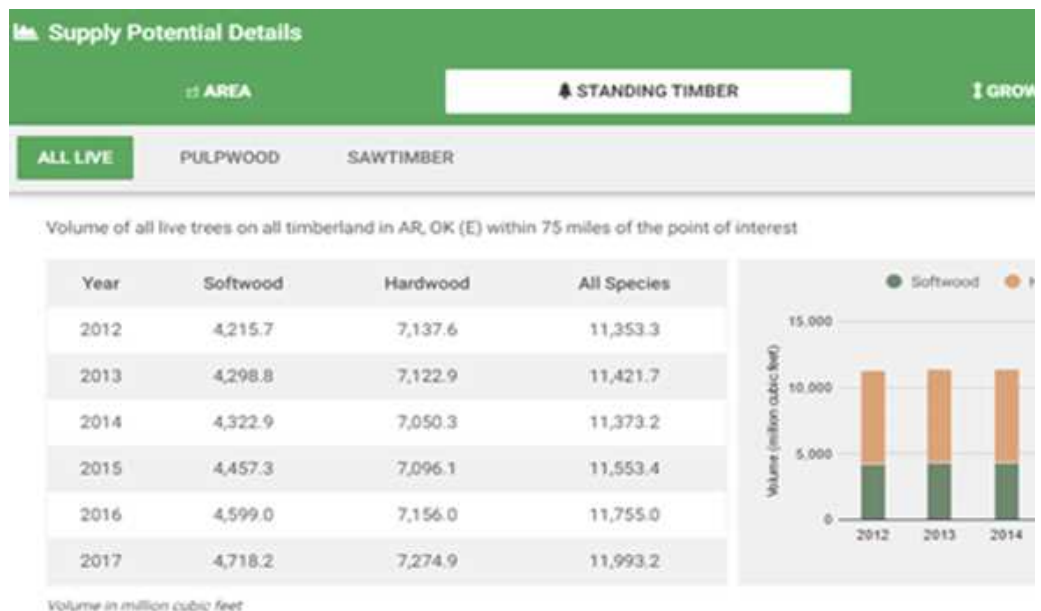 Supply Potential Details
AREA
STANDING TIMBER
GROW
ALL LIVE PULPWOOD SAWTIMBER
Volume of all live trees on all timberland in AR, OK (E) within 75 miles of the point of interest
Year Softwood Hardwood All Species
2012 4,215.7 7,137.6 11,353.3
2013 4,298.8 7,122.9 11,421.7
2014 4,322.9 7,050.3 11,373.2
2015 4,457.3 7,096.1 11,553.4
2016 4,599.0 7,156.0 11,755.0
2017 4,718.2 7,274.9 11,993.2
Volume in million cubic feet
Softwood
Volume (million cubic feet)
15,000
10,000
5,000
0
2012 2013 2014